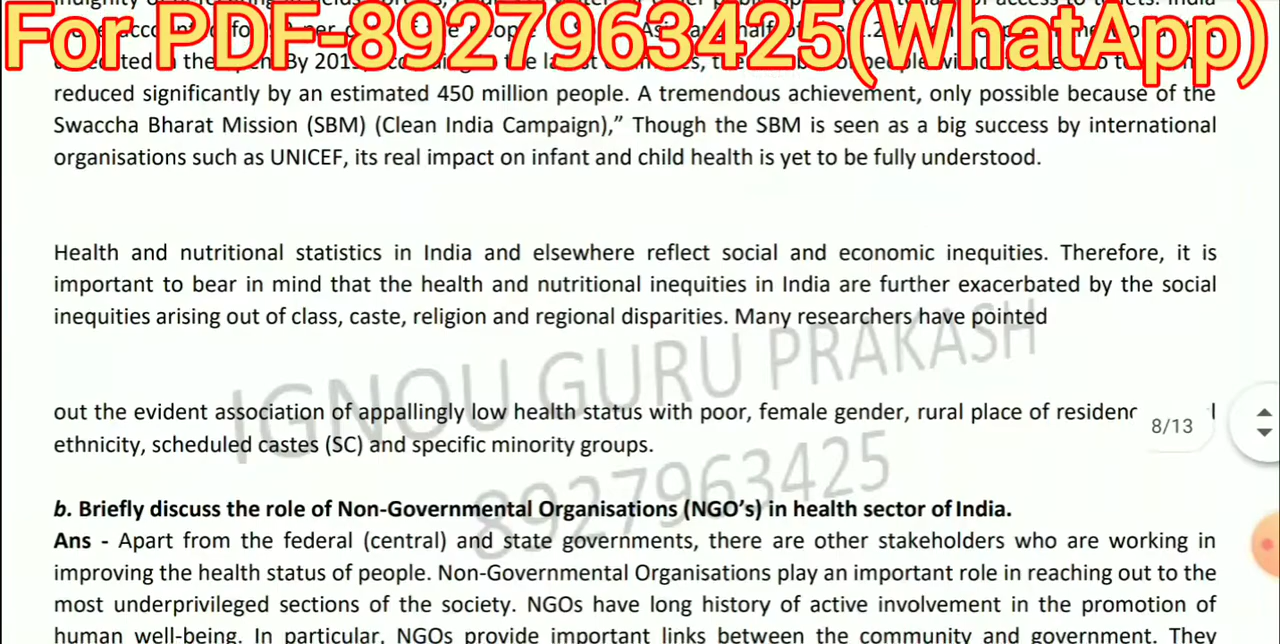 For PDF-8927963425(WhatApp)
reduced significantly by an estimated 450 million people. A tremendous achievement, only possible because of the
Swaccha Bharat Mission (SBM) (Clean India Campaign),” Though the SBM is seen as a big success by international
organisations such as UNICEF, its real impact on infant and child health is yet to be fully understood.
Health and nutritional statistics in India and elsewhere reflect social and economic inequities. Therefore, it is
important to bear in mind that the health and nutritional inequities in India are further exacerbated by the social
inequities arising out of class, caste, religion and regional disparities. Many researchers have pointed
IGNOU GURU PRAKASH
out the evident association of appallingly low health status with poor, female gender, rural place of
8/13
ethnicity, scheduled castes (SC) and specific minority groups.
8927963425
b. Briefly discuss the role of Non-Governmental Organisations (NGO’s) in health sector of India.
Ans - Apart from the federal (central) and state governments, there are other stakeholders who are working in
improving the health status of people. Non-Governmental Organisations play an important role in reaching out to the
most underprivileged sections of the society. NGOs have long history of active involvement in the promotion of
human well-being. In particular, NGOs provide important links between the community and government. They